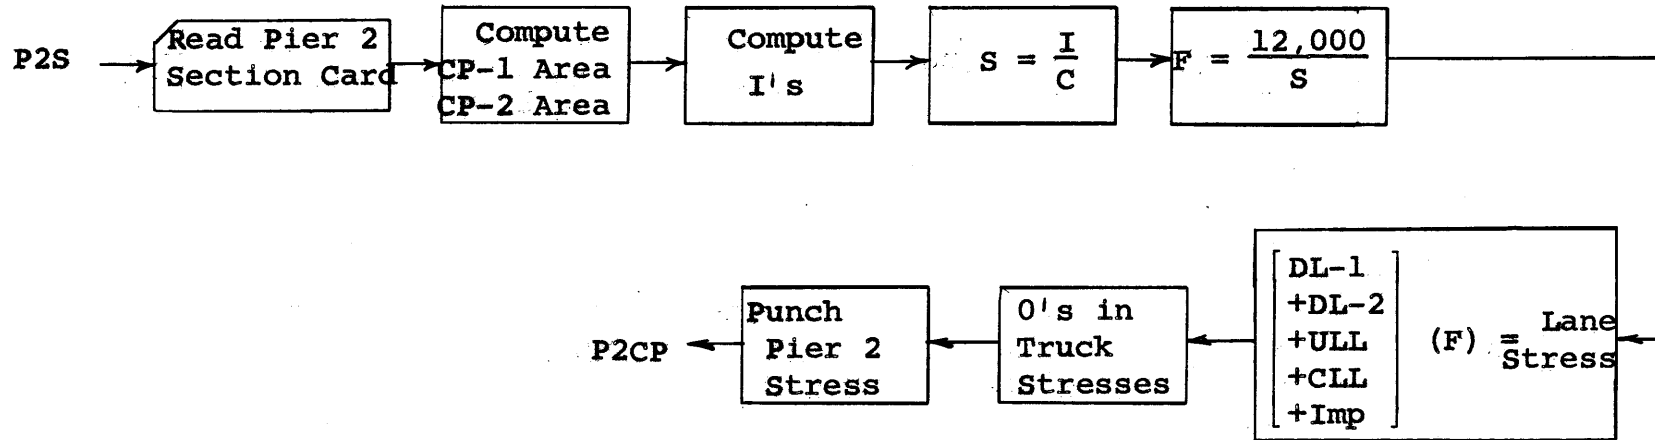 P2S
Read Pier 2
Section Card
Compute
CP-1 Area
CP-2 Area
Compute
I's
S = I/C
F = 12,000/S
DL-1
+DL-2
+ULL
+CLL
+Imp
(F) = Lane
Stress
O's in
Truck
Stresses
Punch
Pier 2
Stress
P2CP